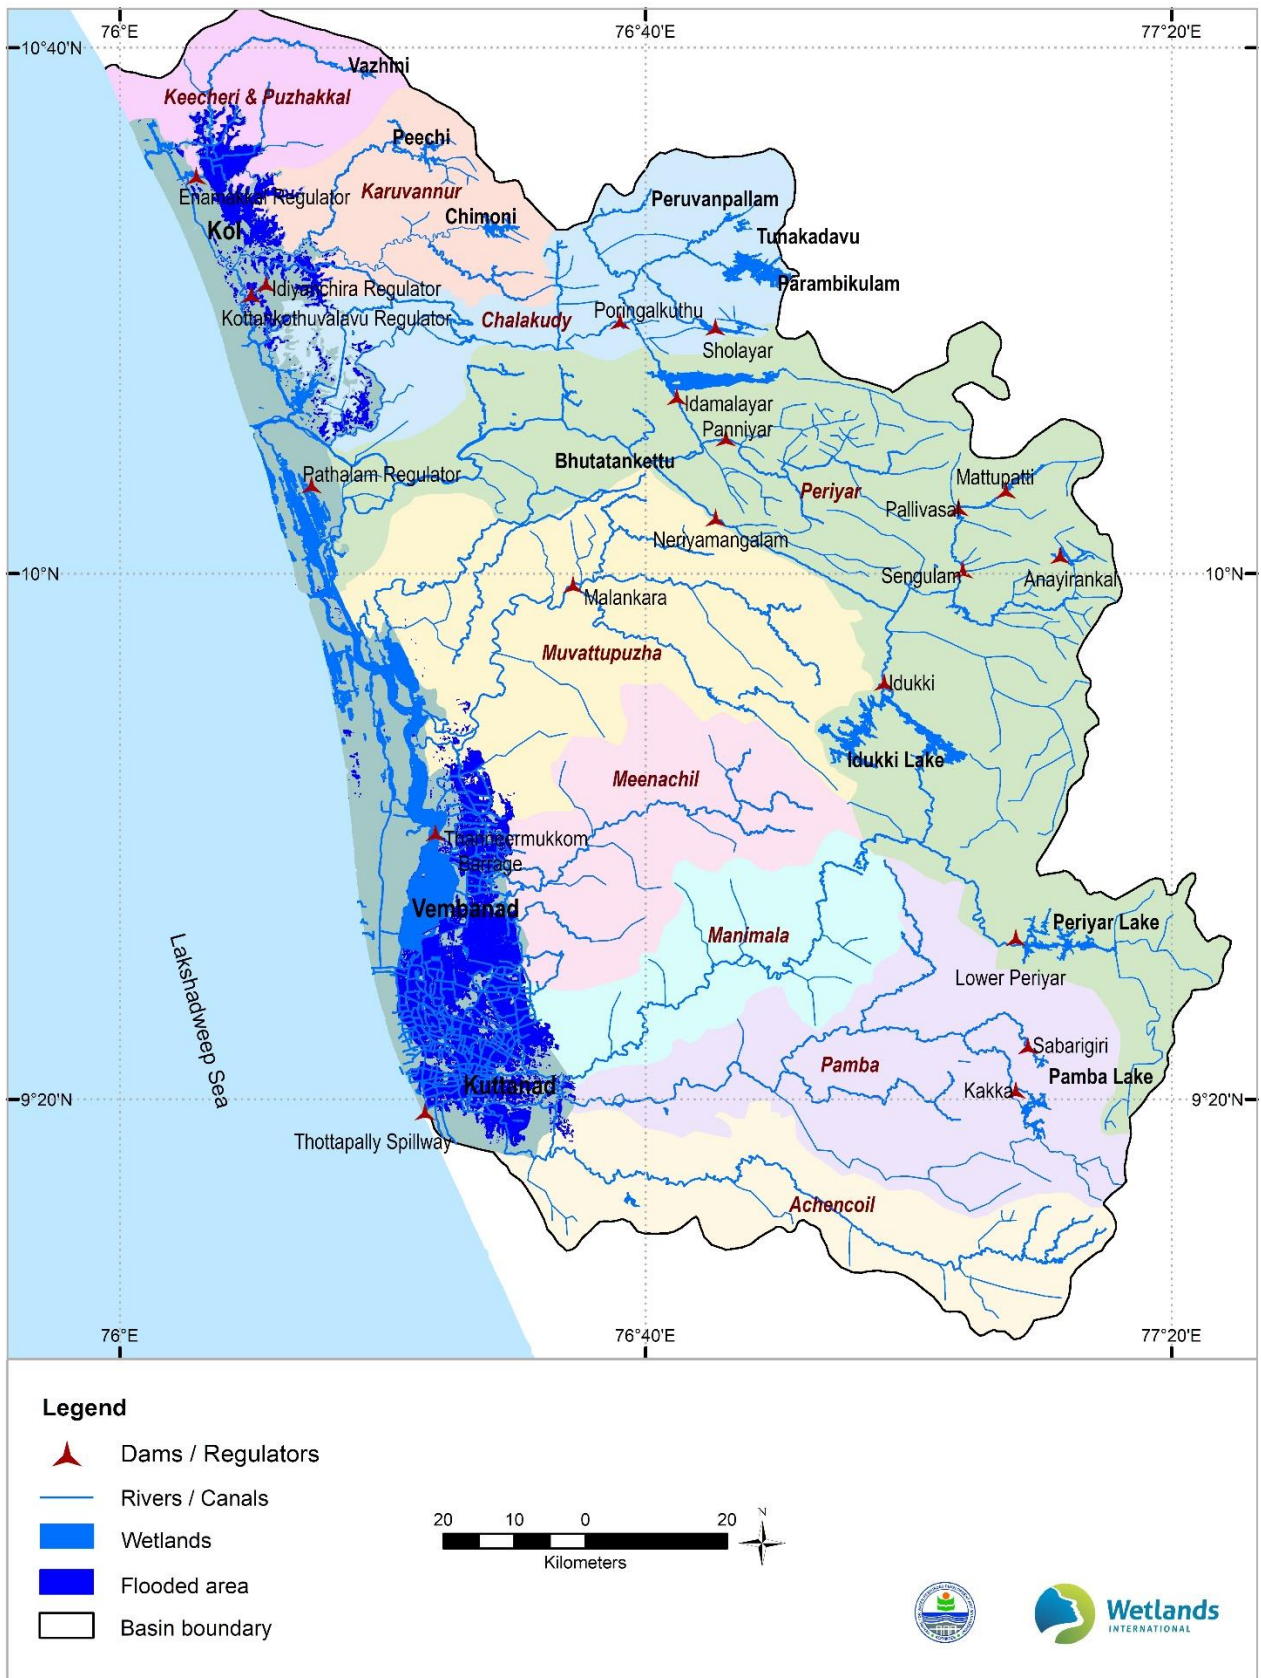 76°E
76°40'E
77°20'E
10°40'N
Vazhini
Keecheri & Puzhakkal
Peechi
Karuvannur
Enamakkal Regulator
Peruvanpallam
Chimoni
Kol
Tunakadavu
Parambikulam
Idiyanchira Regulator
Poringalkuthu
Kottankothuvalavu Regulator
Chalakudy
Sholayar
Idamalayar
Panniyar
Bhutatankettu
Pathalam Regulator
Mattupatti
Periyar
Pallivasal
Neriyamangalam
10°N
10°N
Sengulam
Anayirankal
Malankara
Muvattupuzha
Idukki
Idukki Lake
Meenachil
Thanneermukkom
Barrage
Vembanad
Periyar Lake
Manimala
Lower Periyar
Lakshadweep Sea
Sabarigiri
Pamba
Pamba Lake
Kuttanad
Kakka
9°20'N
9°20'N
Thottapally Spillway
Achencoil
76°E
76°40'E
77°20'E
Legend
Dams / Regulators
Rivers / Canals
Wetlands
Flooded area
Basin boundary
20 10 0 20
Kilometers
N
Wetlands
INTERNATIONAL